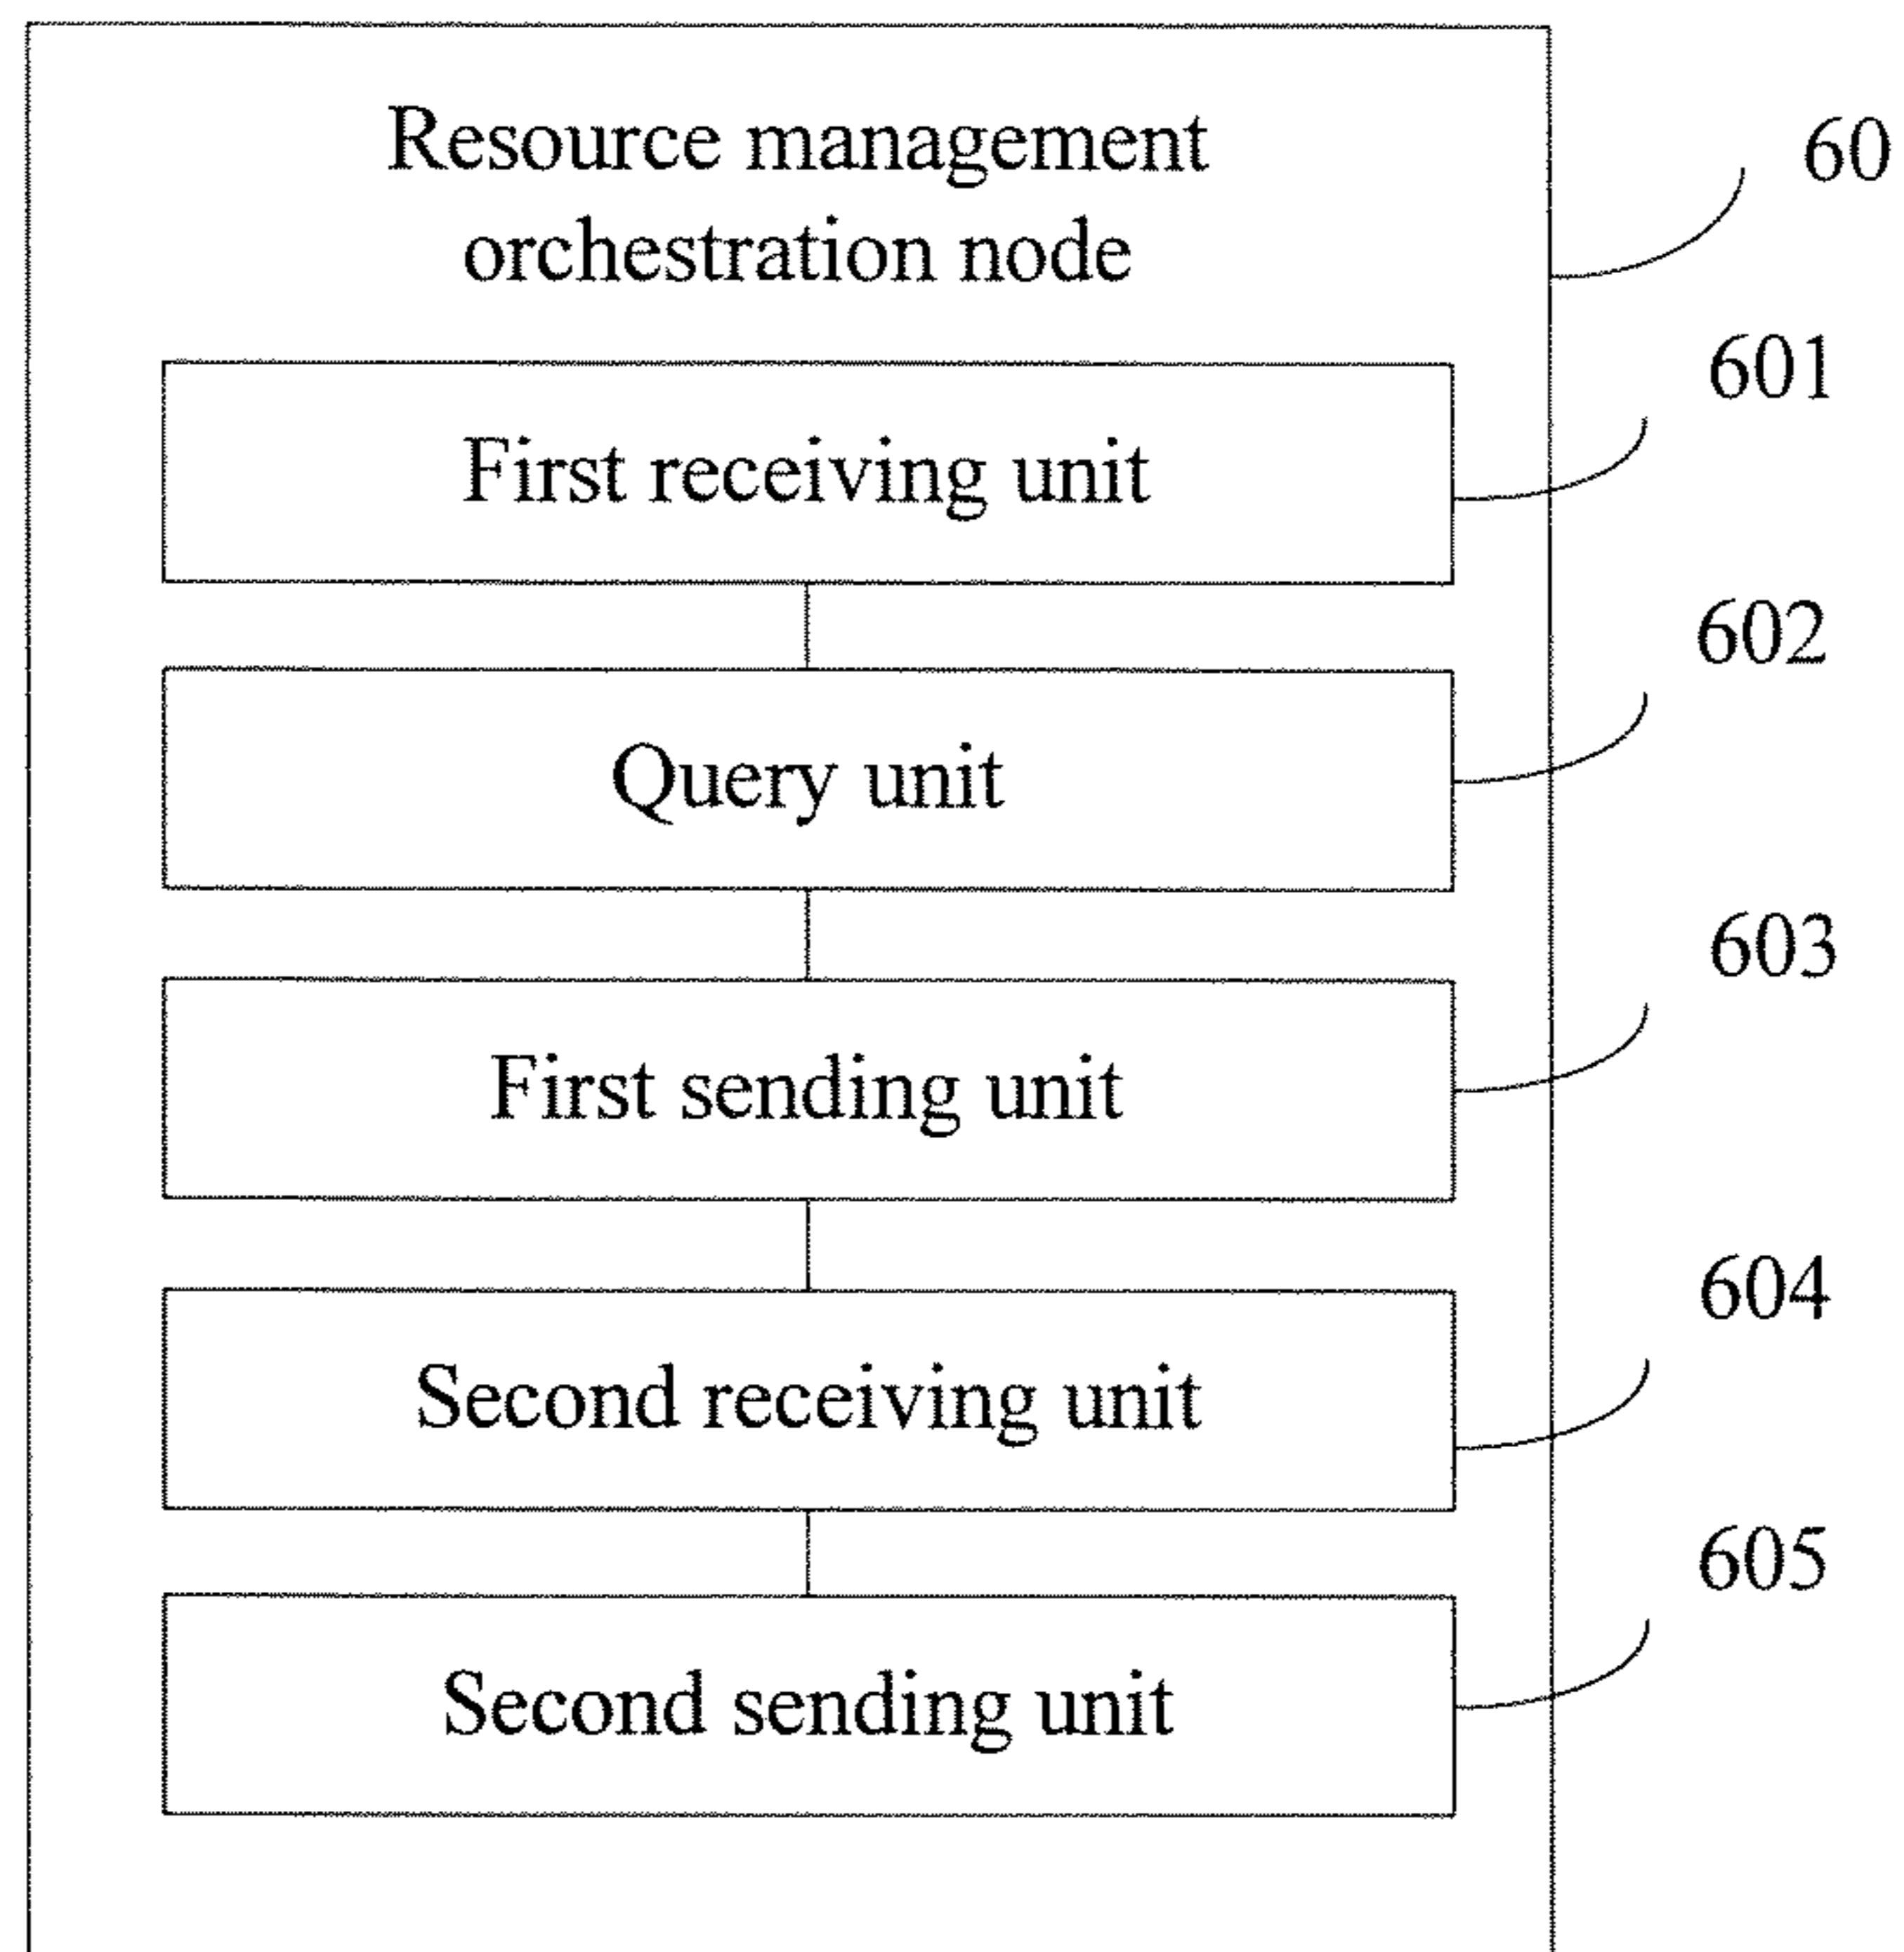 Resource management
orchestration node
60
601
First receiving unit
602
Query unit
603
First sending unit
604
Second receiving unit
605
Second sending unit